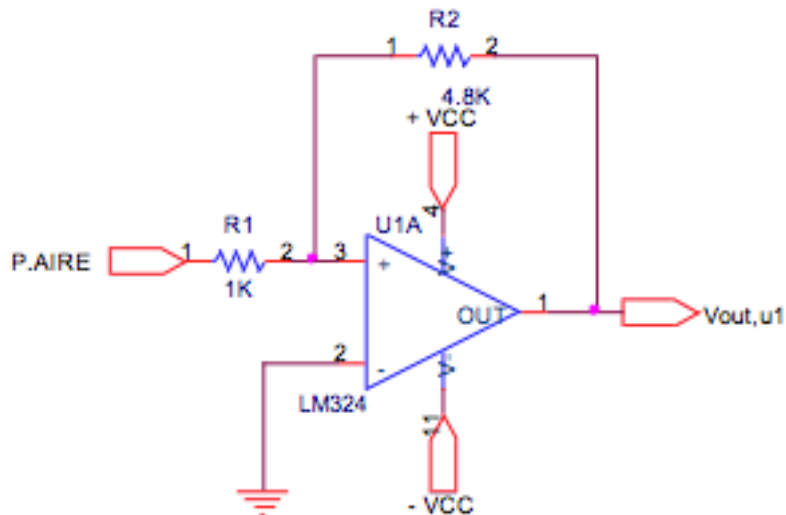 R2
1 2
4.8K
+ VCC
4
R1
U1A
P.AIRE
1 2 3
+
V+
1K
OUT
1
Vout,u1
2
-
V-
LM324
11
- VCC